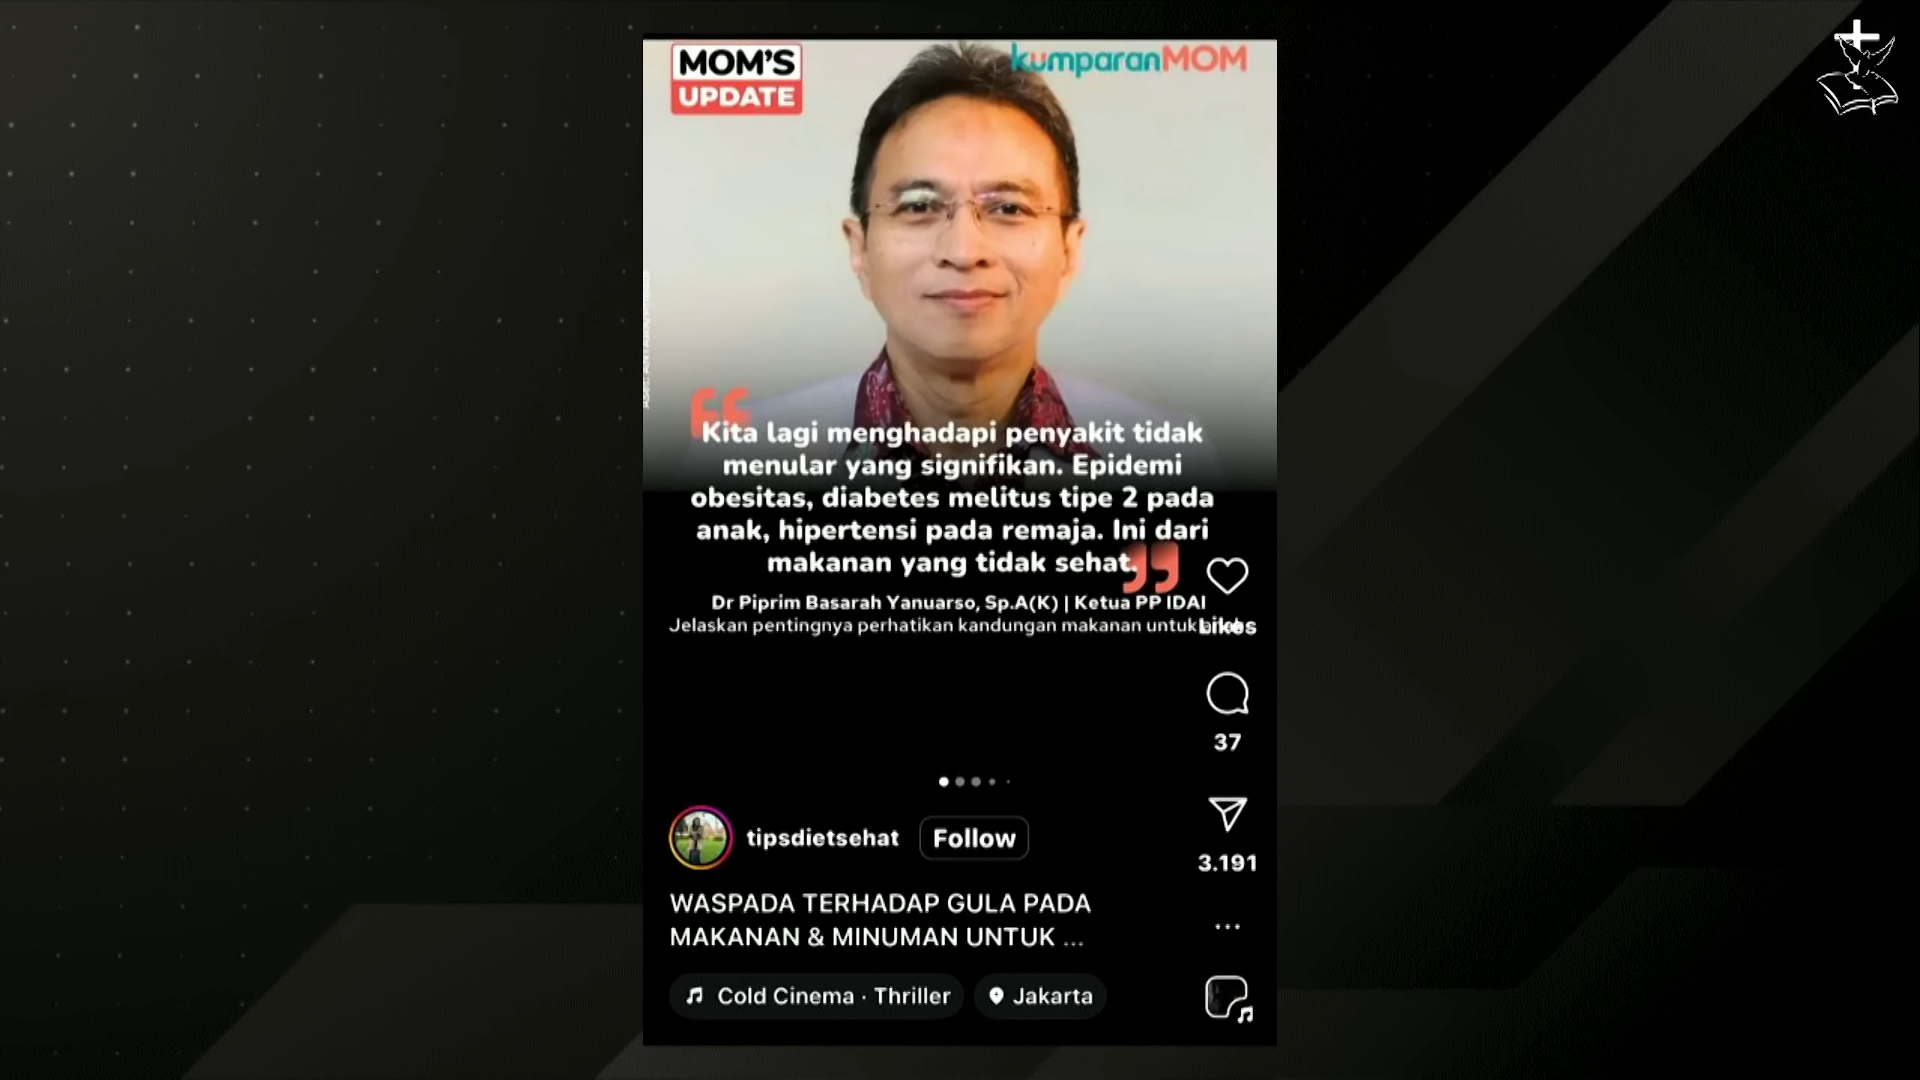 MOM'S
UPDATE
kumparanMOM
Kita lagi menghadapi penyakit tidak
menular yang signifikan. Epidemi
obesitas, diabetes melitus tipe 2 pada
anak, hipertensi pada remaja. Ini dari
makanan yang tidak sehat.
Dr Piprim Basarah Yanuarso, Sp.A(K) | Ketua PP IDAI
Jelaskan pentingnya perhatikan kandungan makanan untuk
Likes
37
3.191
tipsdietsehat
Follow
WASPADA TERHADAP GULA PADA
MAKANAN & MINUMAN UNTUK ...
Cold Cinema · Thriller
Jakarta